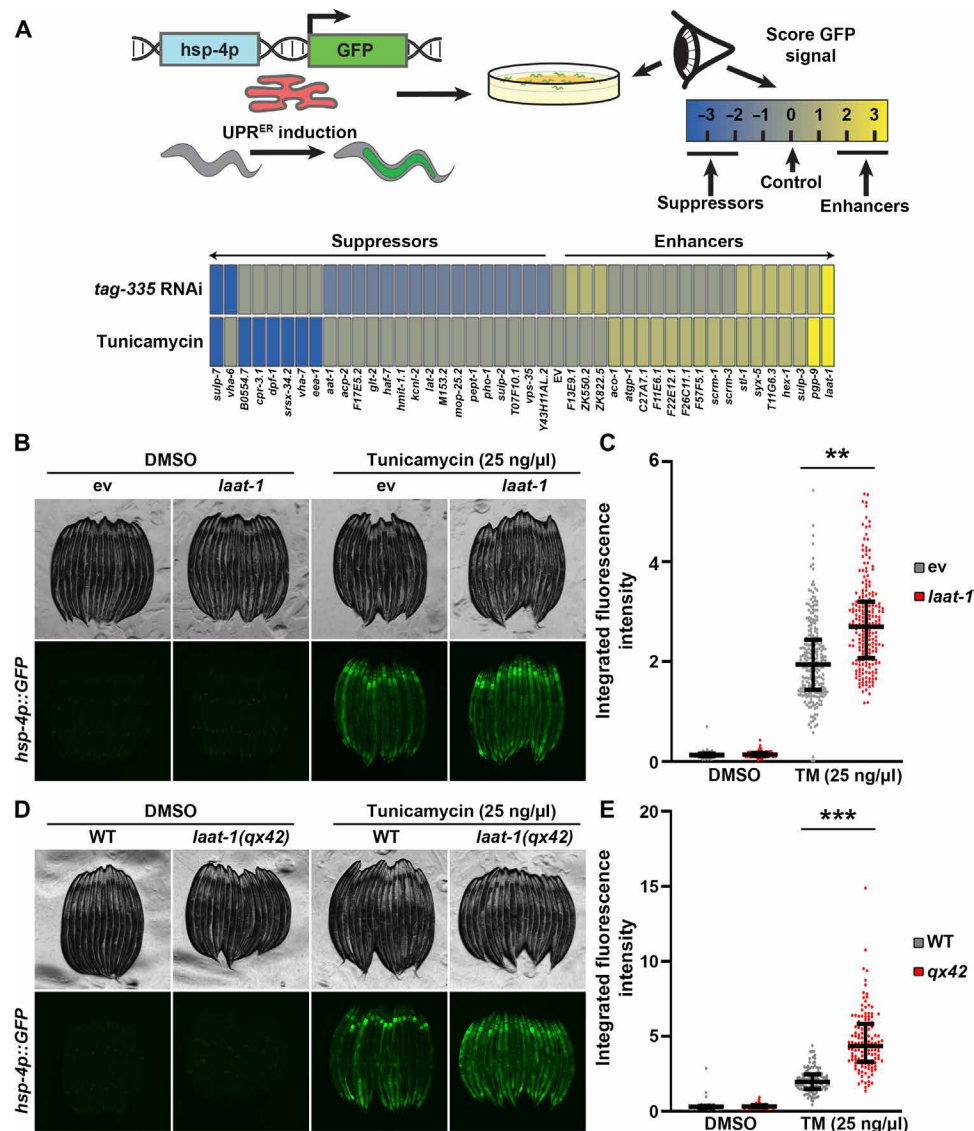 A
hsp-4p
GFP
Score GFP
signal
UPRER induction
–3 –2 –1 0 1 2 3
Control
Suppressors
Enhancers
Suppressors
Enhancers
tag-335 RNAi
Tunicamycin
sulp-7
vha-6
B0554.7
cpr-3.1
dpf-1
srsx-34.2
vha-7
eea-1
aat-1
acp-2
F17E5.2
glt-2
haf-7
hmit-1.1
kcnl-2
lat-2
M153.2
mop-25.2
pept-1
pho-1
sulp-2
T07F10.1
vps-35
Y43H11AL.2
EV
F13E9.1
ZK550.2
ZK822.5
aco-1
atgp-1
C27A7.1
F11E6.1
F22E12.1
F26C11.1
F57F5.1
scrm-1
scrm-3
stl-1
syx-5
T11G6.3
hex-1
sulp-3
pgp-9
laat-1
B
DMSO
Tunicamycin (25 ng/µl)
ev
laat-1
ev
laat-1
hsp-4p::GFP
C
Integrated fluorescence
intensity
6
4
2
0
**
ev
laat-1
DMSO
TM (25 ng/µl)
D
DMSO
Tunicamycin (25 ng/µl)
WT
laat-1(qx42)
WT
laat-1(qx42)
hsp-4p::GFP
E
Integrated fluorescence
intensity
20
15
10
5
0
***
WT
qx42
DMSO
TM (25 ng/µl)